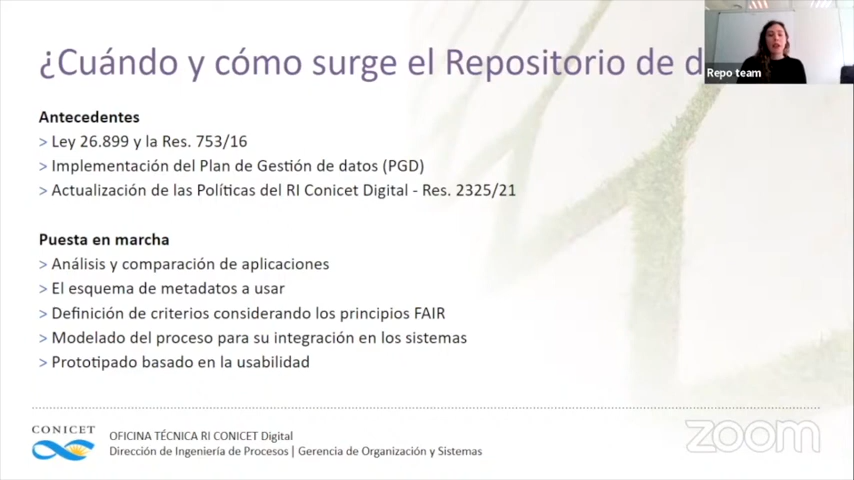 ¿Cuándo y cómo surge el Repositorio de d
Repo team
Antecedentes
> Ley 26.899 y la Res. 753/16
> Implementación del Plan de Gestión de datos (PGD)
> Actualización de las Políticas del RI Conicet Digital - Res. 2325/21
Puesta en marcha
> Análisis y comparación de aplicaciones
> El esquema de metadatos a usar
> Definición de criterios considerando los principios FAIR
> Modelado del proceso para su integración en los sistemas
> Prototipado basado en la usabilidad
CONICET
OFICINA TÉCNICA RI CONICET Digital
Dirección de Ingeniería de Procesos | Gerencia de Organización y Sistemas
zoom